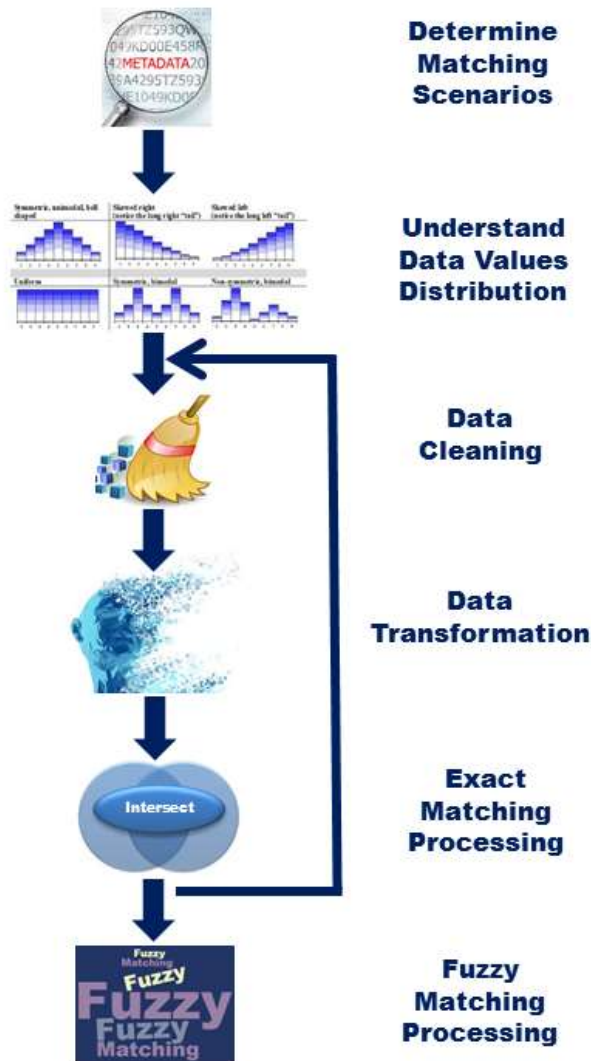 Determine
Matching
Scenarios
METADATA
Understand
Data Values
Distribution
Symmetric, unimodal, bell
shaped
Skewed right
(notice the long right "tail")
Skewed left
(notice the long left "tail")
Uniform
Symmetric, bimodal
Non-symmetric, bimodal
Data
Cleaning
Data
Transformation
Intersect
Exact
Matching
Processing
Fuzzy
Matching
Fuzzy
Fuzzy
Fuzzy
Matching
Fuzzy
Matching
Processing